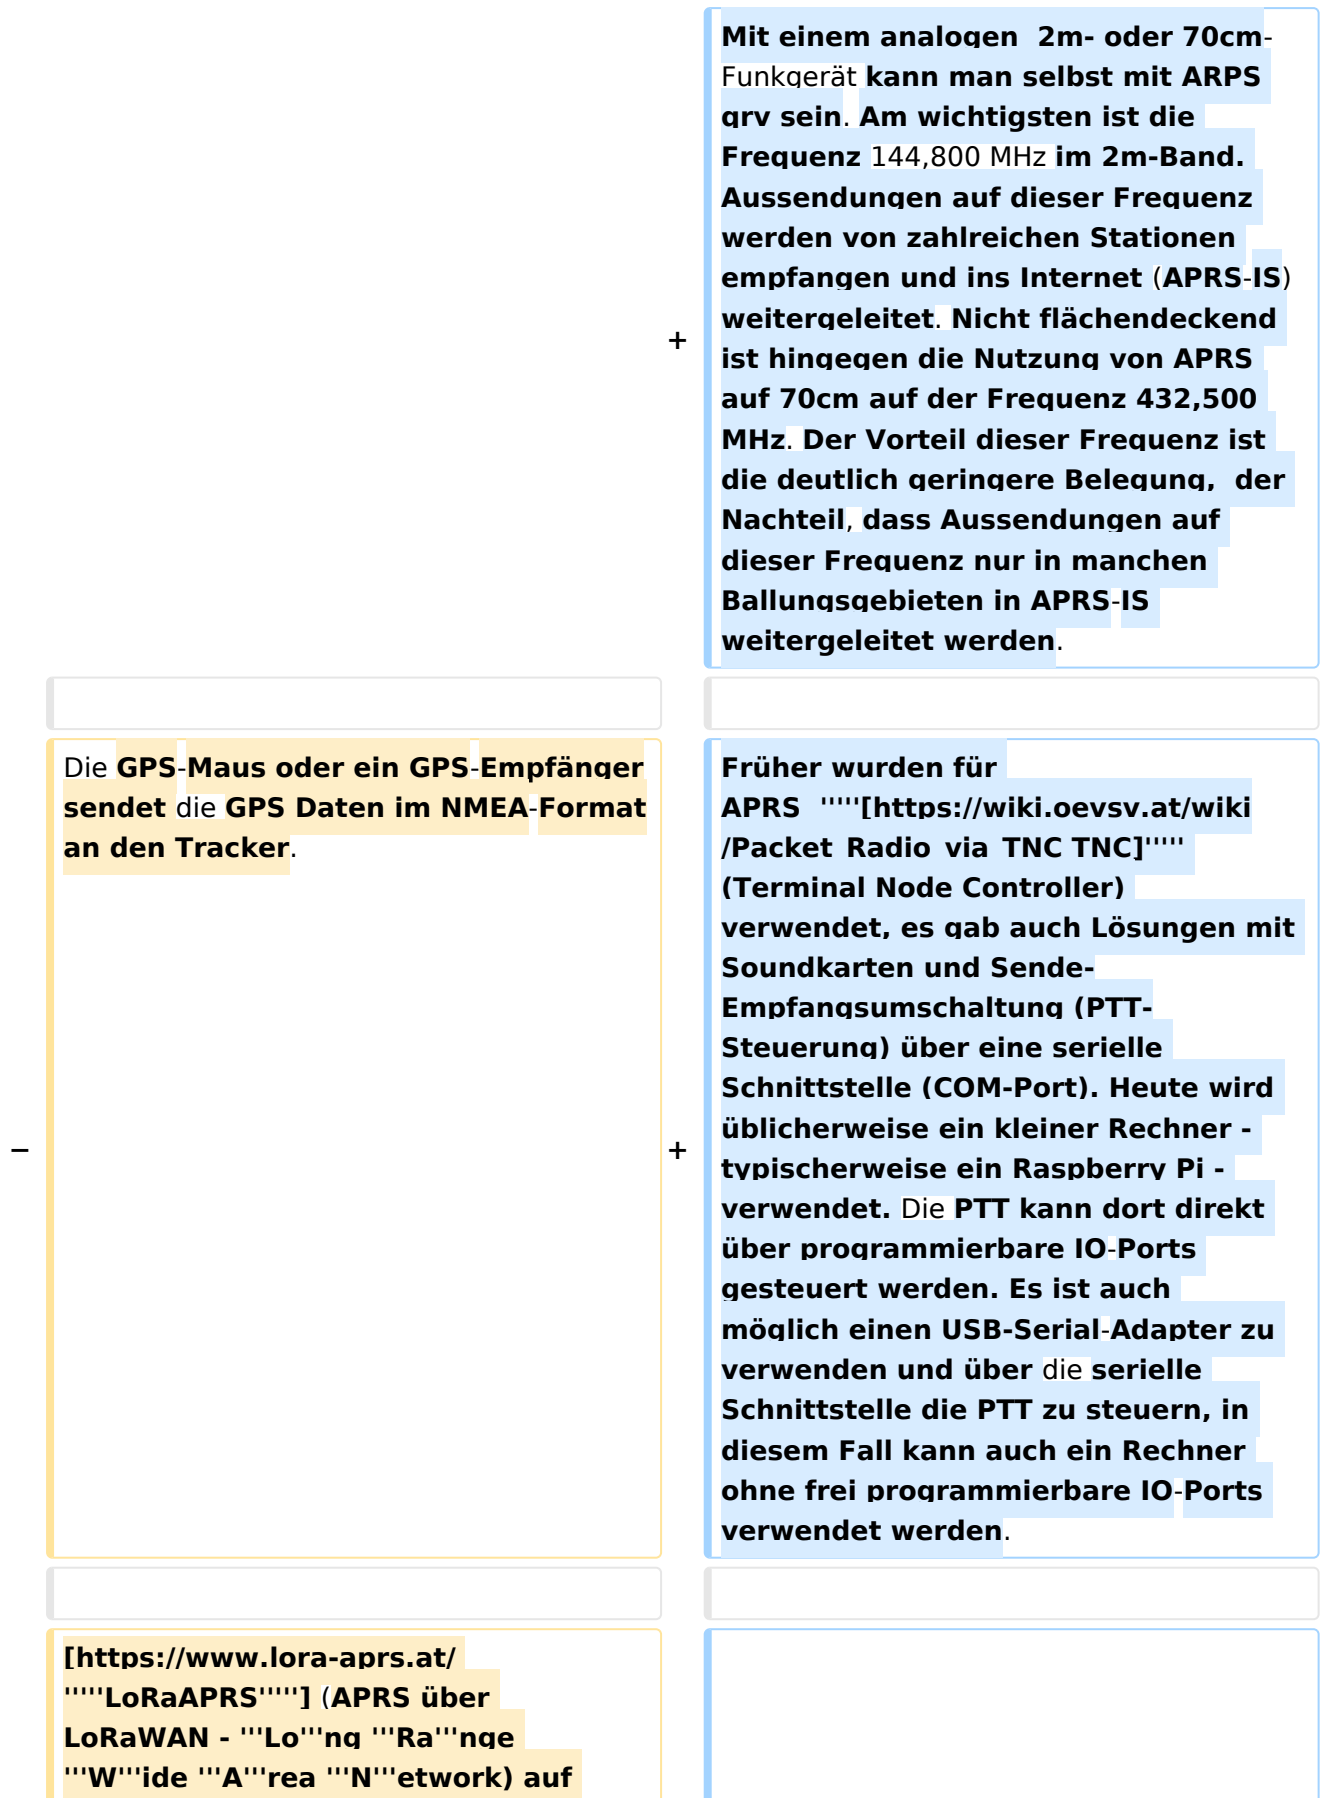 Mit einem analogen  2m- oder 70cm-
Funkgerät kann man selbst mit ARPS
qrv sein. Am wichtigsten ist die
Frequenz 144,800 MHz im 2m-Band.
Aussendungen auf dieser Frequenz
werden von zahlreichen Stationen
empfangen und ins Internet (APRS-IS)
weitergeleitet. Nicht flächendeckend
+
ist hingegen die Nutzung von APRS
auf 70cm auf der Frequenz 432,500
MHz. Der Vorteil dieser Frequenz ist
die deutlich geringere Belegung,  der
Nachteil, dass Aussendungen auf
dieser Frequenz nur in manchen
Ballungsgebieten in APRS-IS
weitergeleitet werden.
−
Die GPS-Maus oder ein GPS-Empfänger
sendet die GPS Daten im NMEA-Format
an den Tracker.
+
Früher wurden für
APRS  '''''[https://wiki.oevsv.at/wiki
/Packet_Radio_via_TNC TNC]'''''
(Terminal Node Controller)
verwendet, es gab auch Lösungen mit
Soundkarten und Sende-
Empfangsumschaltung (PTT-
Steuerung) über eine serielle
Schnittstelle (COM-Port). Heute wird
üblicherweise ein kleiner Rechner -
typischerweise ein Raspberry Pi -
verwendet. Die PTT kann dort direkt
über programmierbare IO-Ports
gesteuert werden. Es ist auch
möglich einen USB-Serial-Adapter zu
verwenden und über die serielle
Schnittstelle die PTT zu steuern, in
diesem Fall kann auch ein Rechner
ohne frei programmierbare IO-Ports
verwendet werden.
[https://www.lora-aprs.at/
'''''LoRaAPRS'''''] (APRS über
LoRaWAN - '''Lo'''ng '''Ra'''nge
'''W'''ide '''A'''rea '''N'''etwork) auf